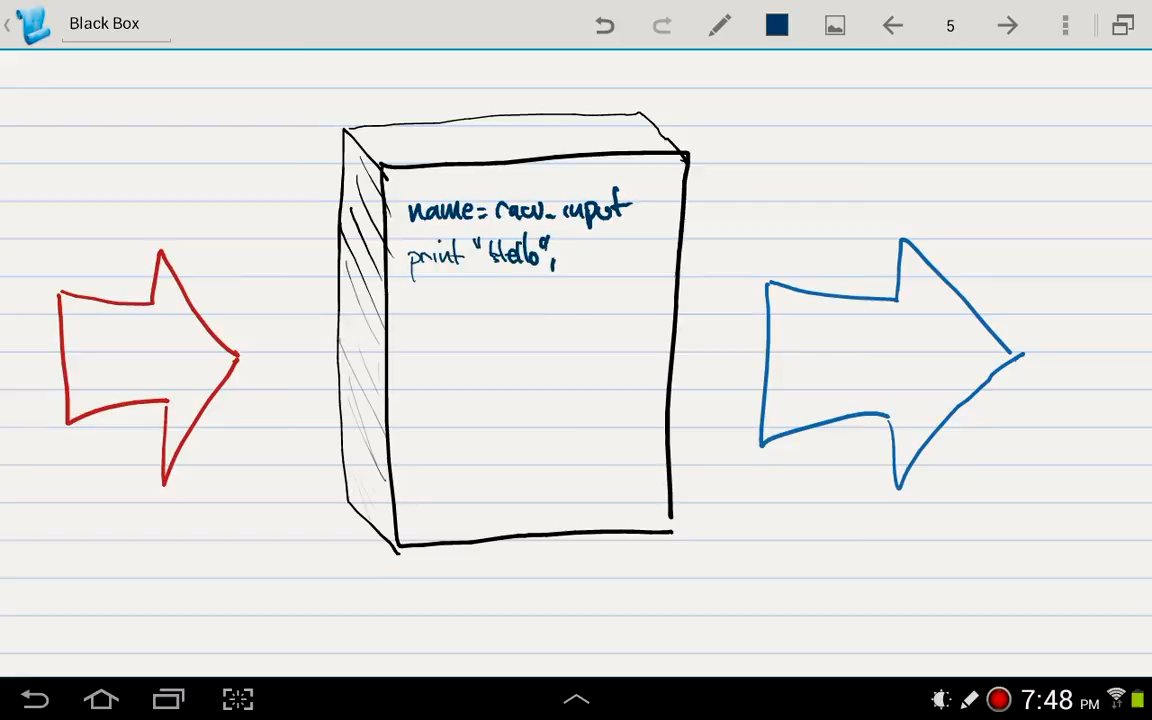 Black Box
5
name= raw_input
print "Hello",
7:48 PM